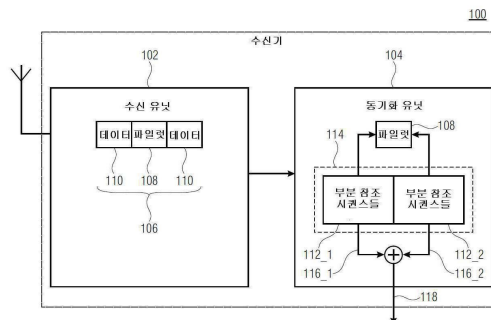 100
수신기
102
104
수신 유닛
동기화 유닛
데이터 파일럿 데이터
110 108 110
106
114
파일럿
108
부분 참조
시퀀스들
부분 참조
시퀀스들
112_1
112_2
116_1
116_2
118